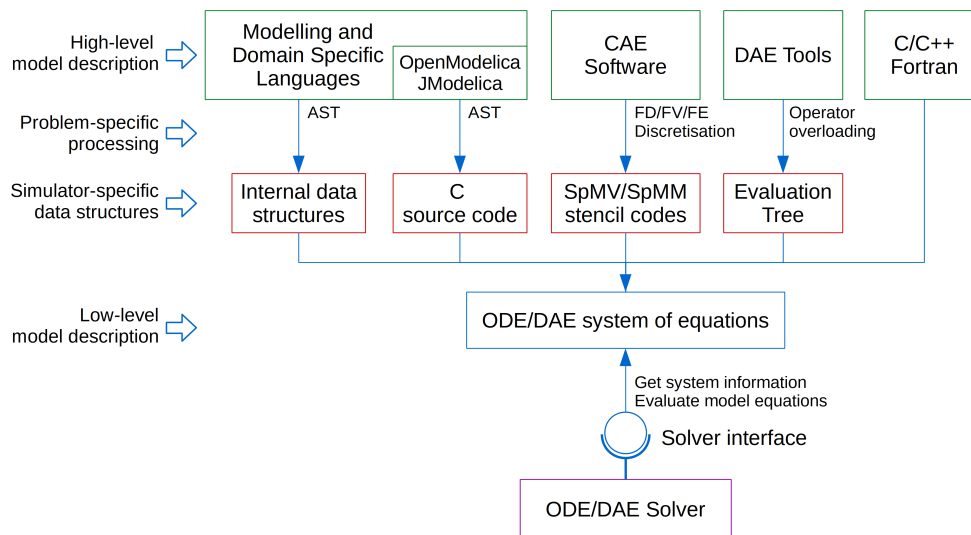 High-level
model description
Modelling and
Domain Specific
Languages
OpenModelica
JModelica
CAE
Software
DAE Tools
C/C++
Fortran
Problem-specific
processing
AST
AST
FD/FV/FE
Discretisation
Operator
overloading
Simulator-specific
data structures
Internal data
structures
C
source code
SpMV/SpMM
stencil codes
Evaluation
Tree
Low-level
model description
ODE/DAE system of equations
Get system information
Evaluate model equations
Solver interface
ODE/DAE Solver